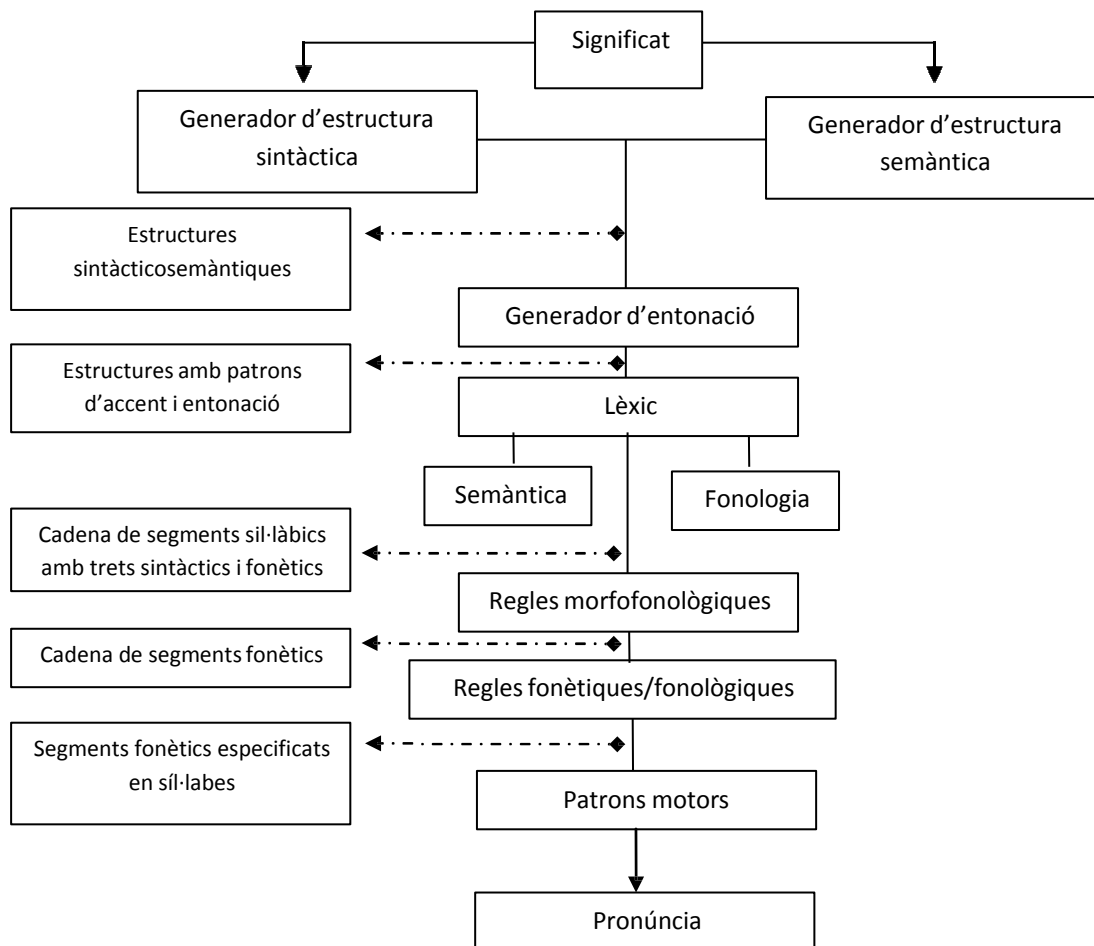 Significat
Generador d’estructura
sintàctica
Generador d’estructura
semàntica
Estructures
sintàcticosemàntiques
Generador d’entonació
Estructures amb patrons
d’accent i entonació
Lèxic
Semàntica
Fonologia
Cadena de segments sil·làbics
amb trets sintàctics i fonètics
Regles morfofonològiques
Cadena de segments fonètics
Regles fonètiques/fonològiques
Segments fonètics especificats
en síl·labes
Patrons motors
Pronúncia